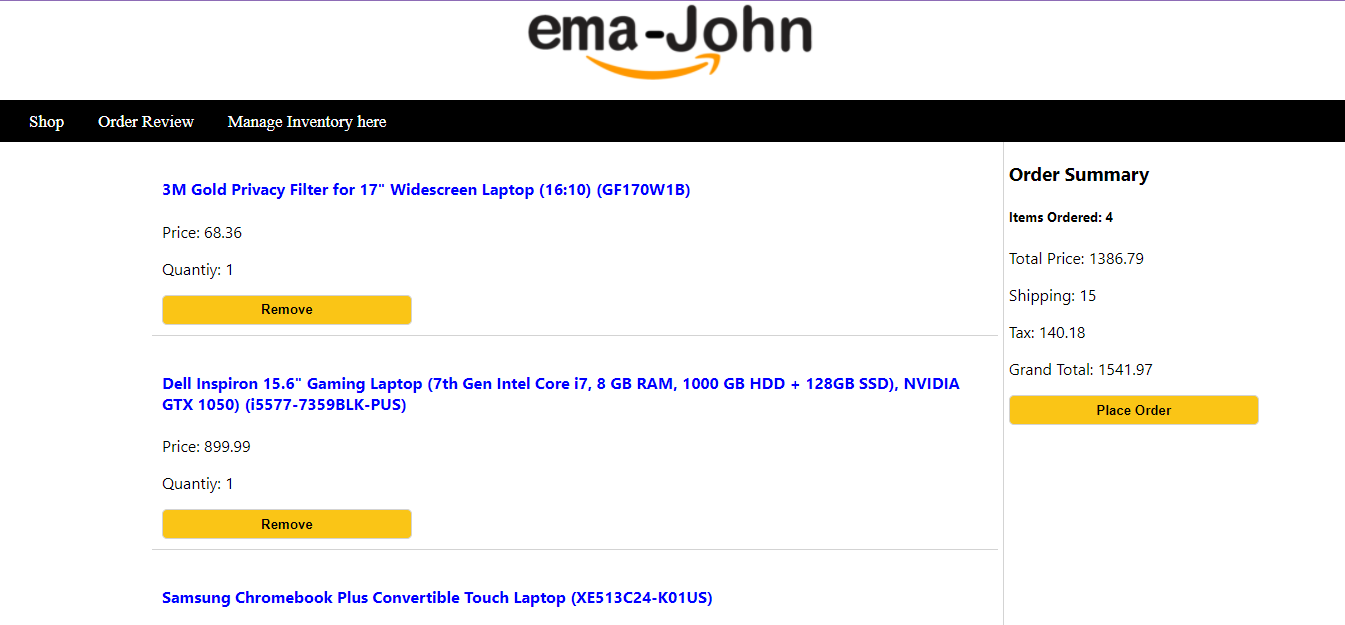 ema-John
Shop
Order Review
Manage Inventory here
3M Gold Privacy Filter for 17" Widescreen Laptop (16:10) (GF170W1B)
Price: 68.36
Quantiy: 1
Remove
Dell Inspiron 15.6" Gaming Laptop (7th Gen Intel Core i7, 8 GB RAM, 1000 GB HDD + 128GB SSD), NVIDIA
GTX 1050) (i5577-7359BLK-PUS)
Price: 899.99
Quantiy: 1
Remove
Samsung Chromebook Plus Convertible Touch Laptop (XE513C24-K01US)
Order Summary
Items Ordered: 4
Total Price: 1386.79
Shipping: 15
Tax: 140.18
Grand Total: 1541.97
Place Order